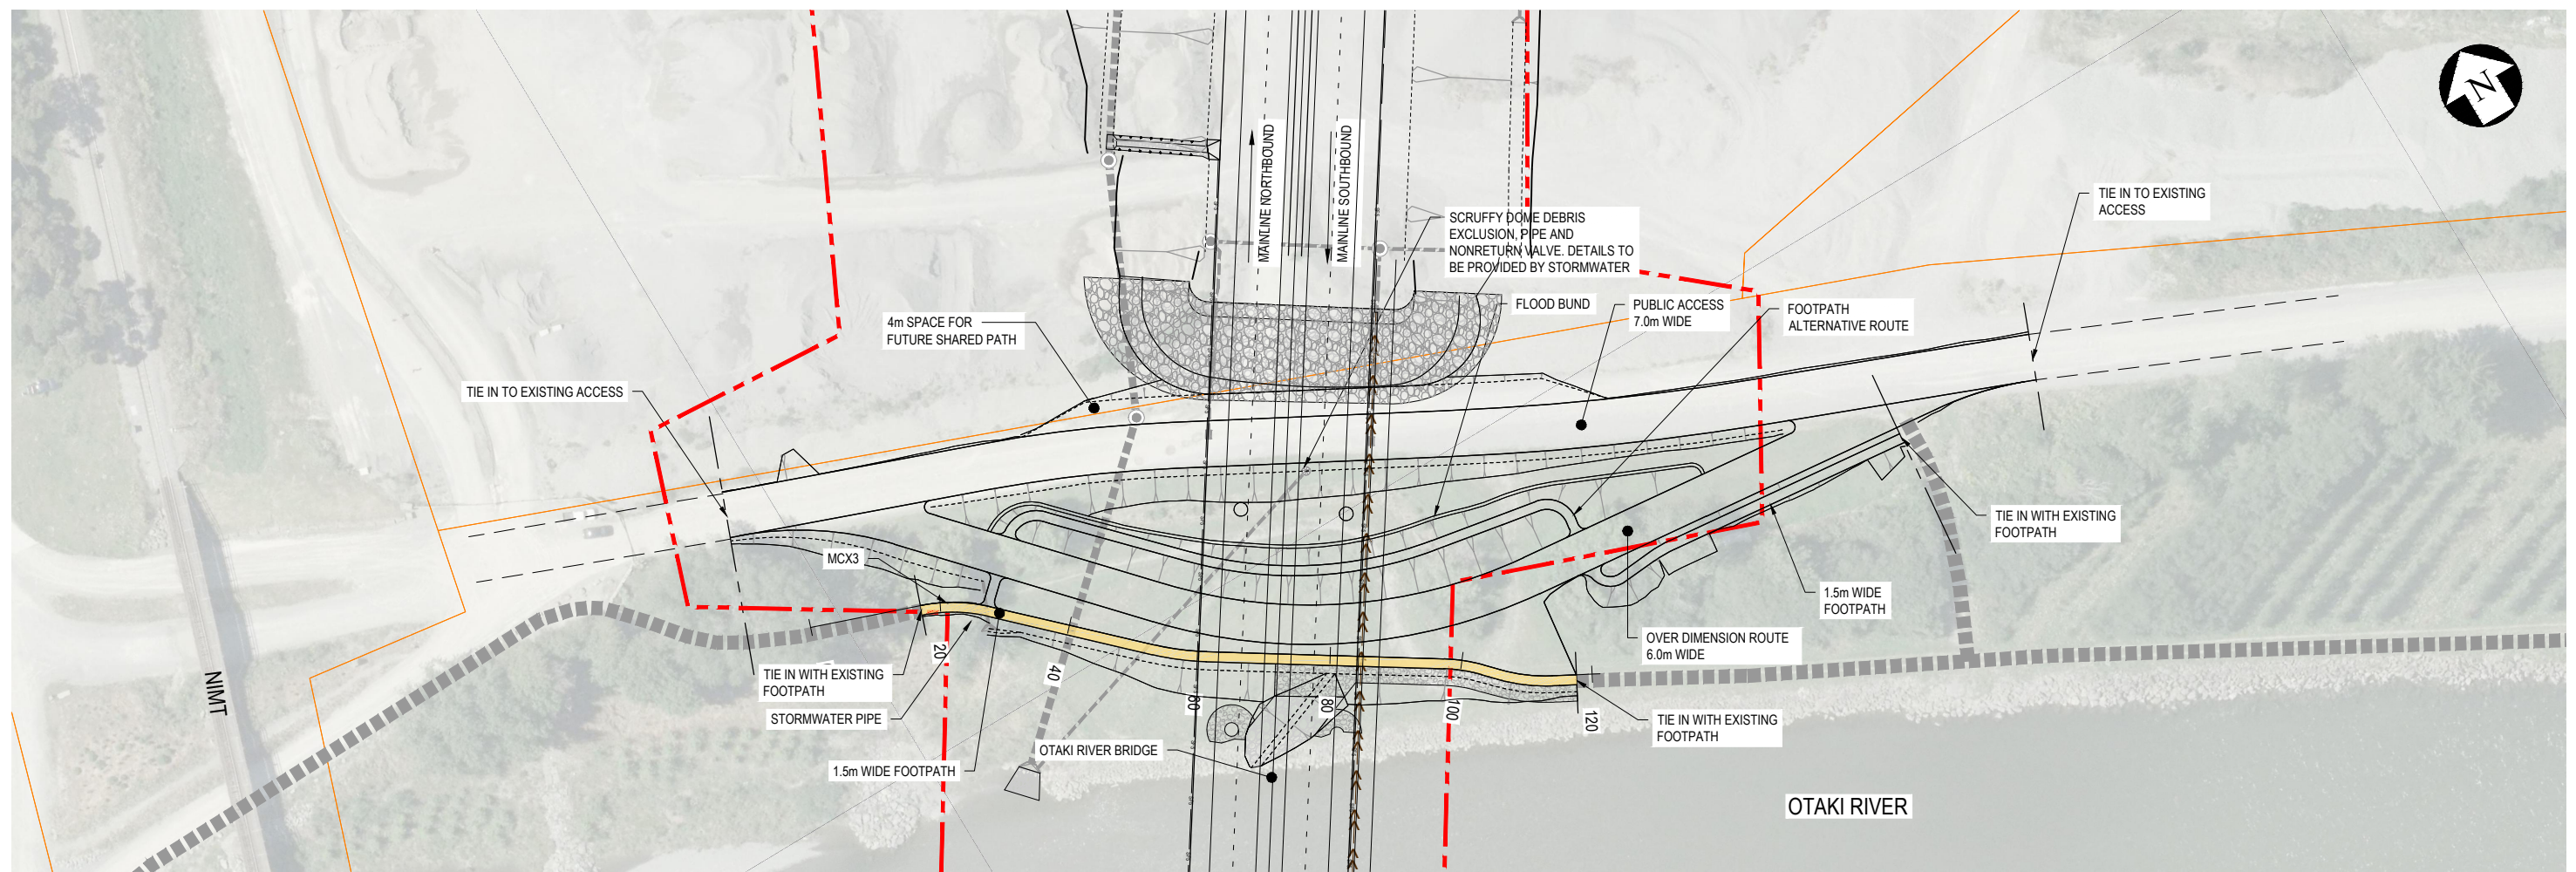 N
MAINLINE NORTHBOUND
MAINLINE SOUTHBOUND
TIE IN TO EXISTING
ACCESS
SCRUFFY DOME DEBRIS
EXCLUSION, PIPE AND
NONRETURN VALVE. DETAILS TO
BE PROVIDED BY STORMWATER
FLOOD BUND
PUBLIC ACCESS
7.0m WIDE
FOOTPATH
ALTERNATIVE ROUTE
4m SPACE FOR
FUTURE SHARED PATH
TIE IN TO EXISTING ACCESS
TIE IN WITH EXISTING
FOOTPATH
MCX3
1.5m WIDE
FOOTPATH
OVER DIMENSION ROUTE
6.0m WIDE
NIMT
TIE IN WITH EXISTING
FOOTPATH
20
40
60
80
100
120
STORMWATER PIPE
TIE IN WITH EXISTING
FOOTPATH
OTAKI RIVER BRIDGE
1.5m WIDE FOOTPATH
OTAKI RIVER